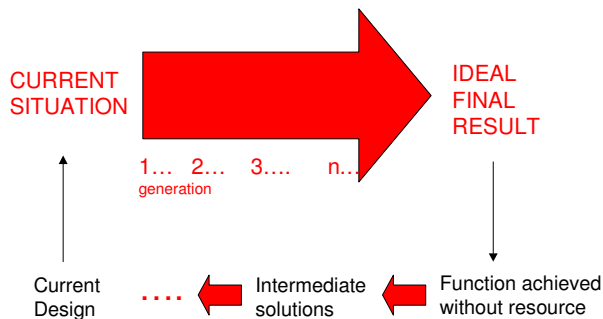 CURRENT
SITUATION
IDEAL
FINAL
RESULT
1... 2... 3.... n...
generation
Current
Design
....
Intermediate
solutions
Function achieved
without resource